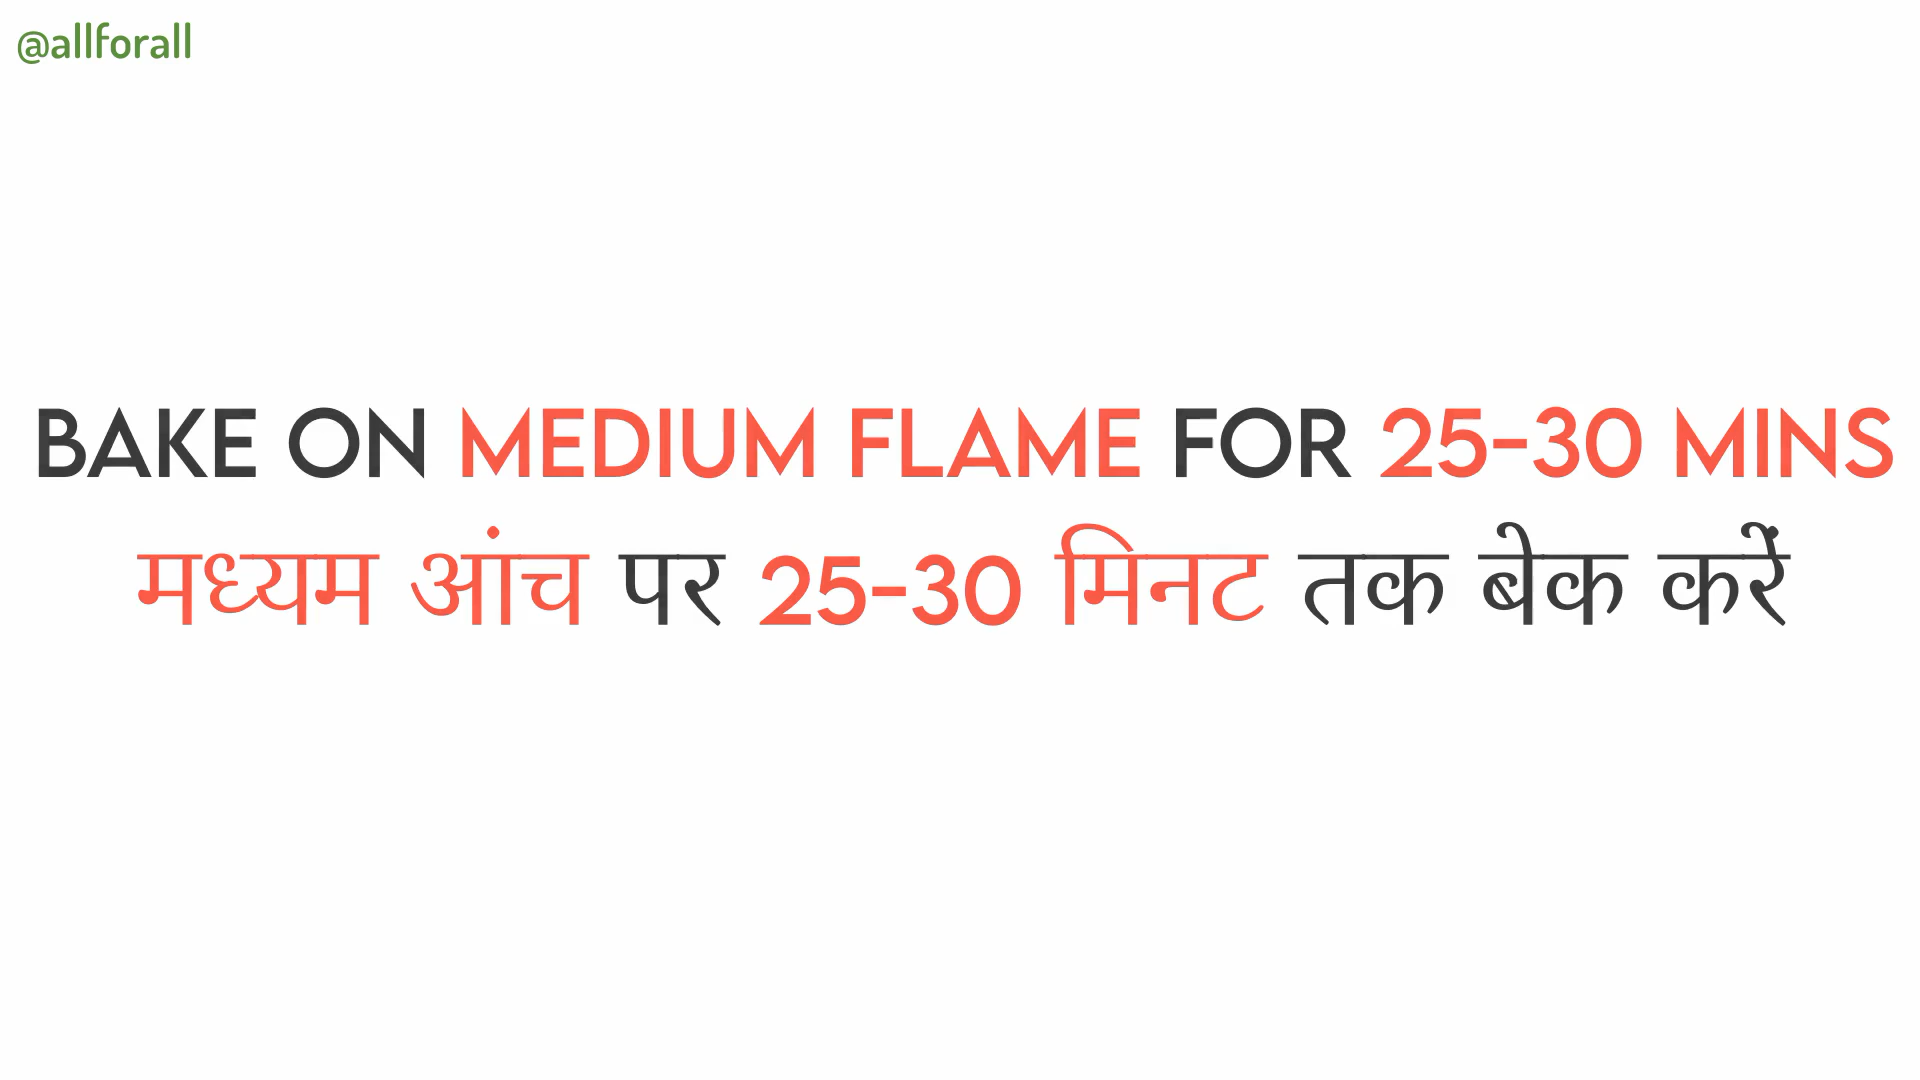 @allforall
BAKE ON MEDIUM FLAME FOR 25-30 MINS
मध्यम आंच पर 25-30 मिनट तक बेक करें